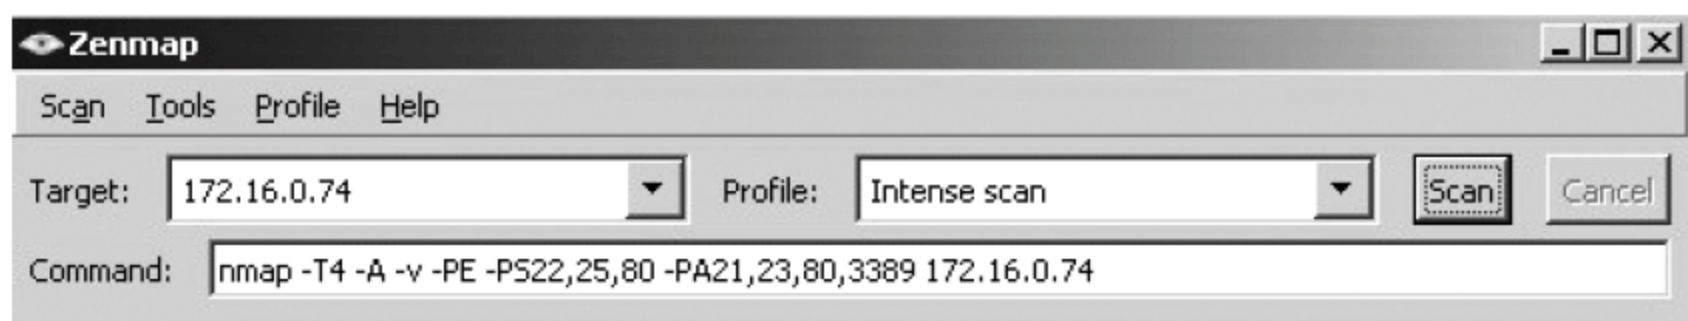 Zenmap
Scan Tools Profile Help
Target: 172.16.0.74 Profile: Intense scan Scan Cancel
Command: nmap -T4 -A -v -PE -PS22,25,80 -PA21,23,80,3389 172.16.0.74